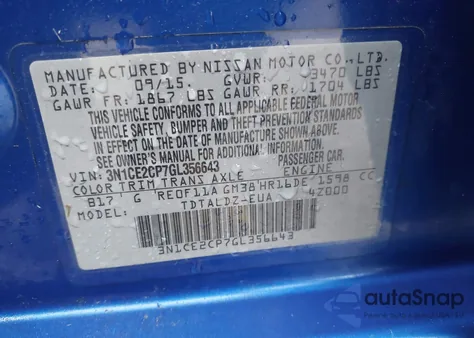 MANUFACTURED BY NISSAN MOTOR CO., LTD.
DATE: 09/15 GVWR: 3470 LBS
GAWR FR: 1867 LBS GAWR RR: 1704 LBS
THIS VEHICLE CONFORMS TO ALL APPLICABLE FEDERAL MOTOR
VEHICLE SAFETY, BUMPER AND THEFT PREVENTION STANDARDS
IN EFFECT ON THE DATE OF MANUFACTURE SHOWN ABOVE.
SEE OWNER'S MANUAL FOR ADDITIONAL INFORMATION.
VIN: 3N1CE2CP7GL356643 PASSENGER CAR.
COLOR TRIM TRANS AXLE ENGINE
B17 G RE0F11A GM38 HR16DE 1598 CC
MODEL: TDTALDZ-EUA 4Z000
3N1CE2CP7GL356643
autoSnap